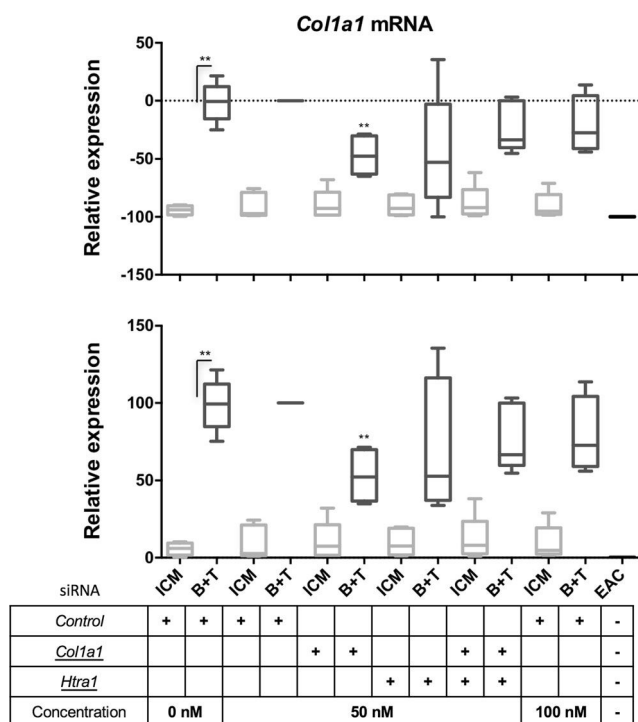 Col1a1 mRNA
Relative expression
50
0
-50
-100
-150
**
**
Relative expression
150
100
50
0
**
**
siRNA ICM B+T ICM B+T ICM B+T ICM B+T ICM B+T ICM B+T EAC
Control + + + + + + -
Col1a1 + + + + -
Htra1 + + + + -
Concentration 0 nM 50 nM 100 nM -